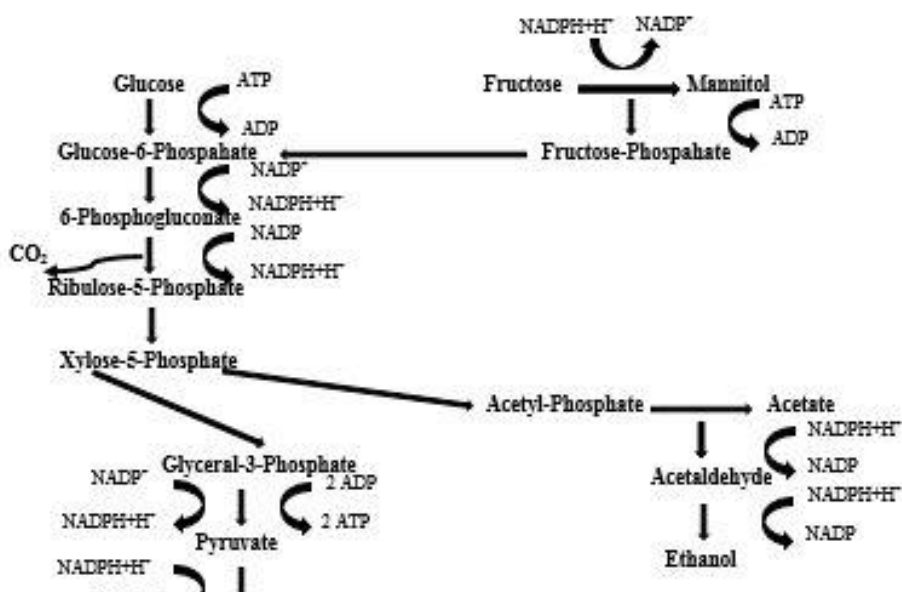 NADPH+H⁻ NADP⁻
Glucose ATP Fructose Mannitol
ATP
ADP
Glucose-6-Phospahate Fructose-Phospahate ADP
NADP⁻
NADPH+H⁻
6-Phosphogluconate
NADP
CO₂
NADPH+H⁻
Ribulose-5-Phosphate
Xylose-5-Phosphate
Acetyl-Phosphate Acetate
NADPH+H⁻
Glyceral-3-Phosphate NADP
NADP⁻ 2 ADP Acetaldehyde
NADPH+H⁻
NADPH+H⁻ 2 ATP
NADP
Pyruvate
Ethanol
NADPH+H⁻